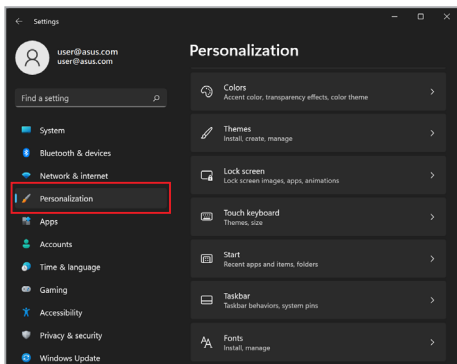 Settings
user@asus.com
user@asus.com
Find a setting
System
Bluetooth & devices
Network & internet
Personalization
Apps
Accounts
Time & language
Gaming
Accessibility
Privacy & security
Windows Update
Personalization
Colors
Accent color, transparency effects, color theme
Themes
Install, create, manage
Lock screen
Lock screen images, apps, animations
Touch keyboard
Themes, size
Start
Recent apps and items, folders
Taskbar
Taskbar behaviors, system pins
Fonts
Install, manage